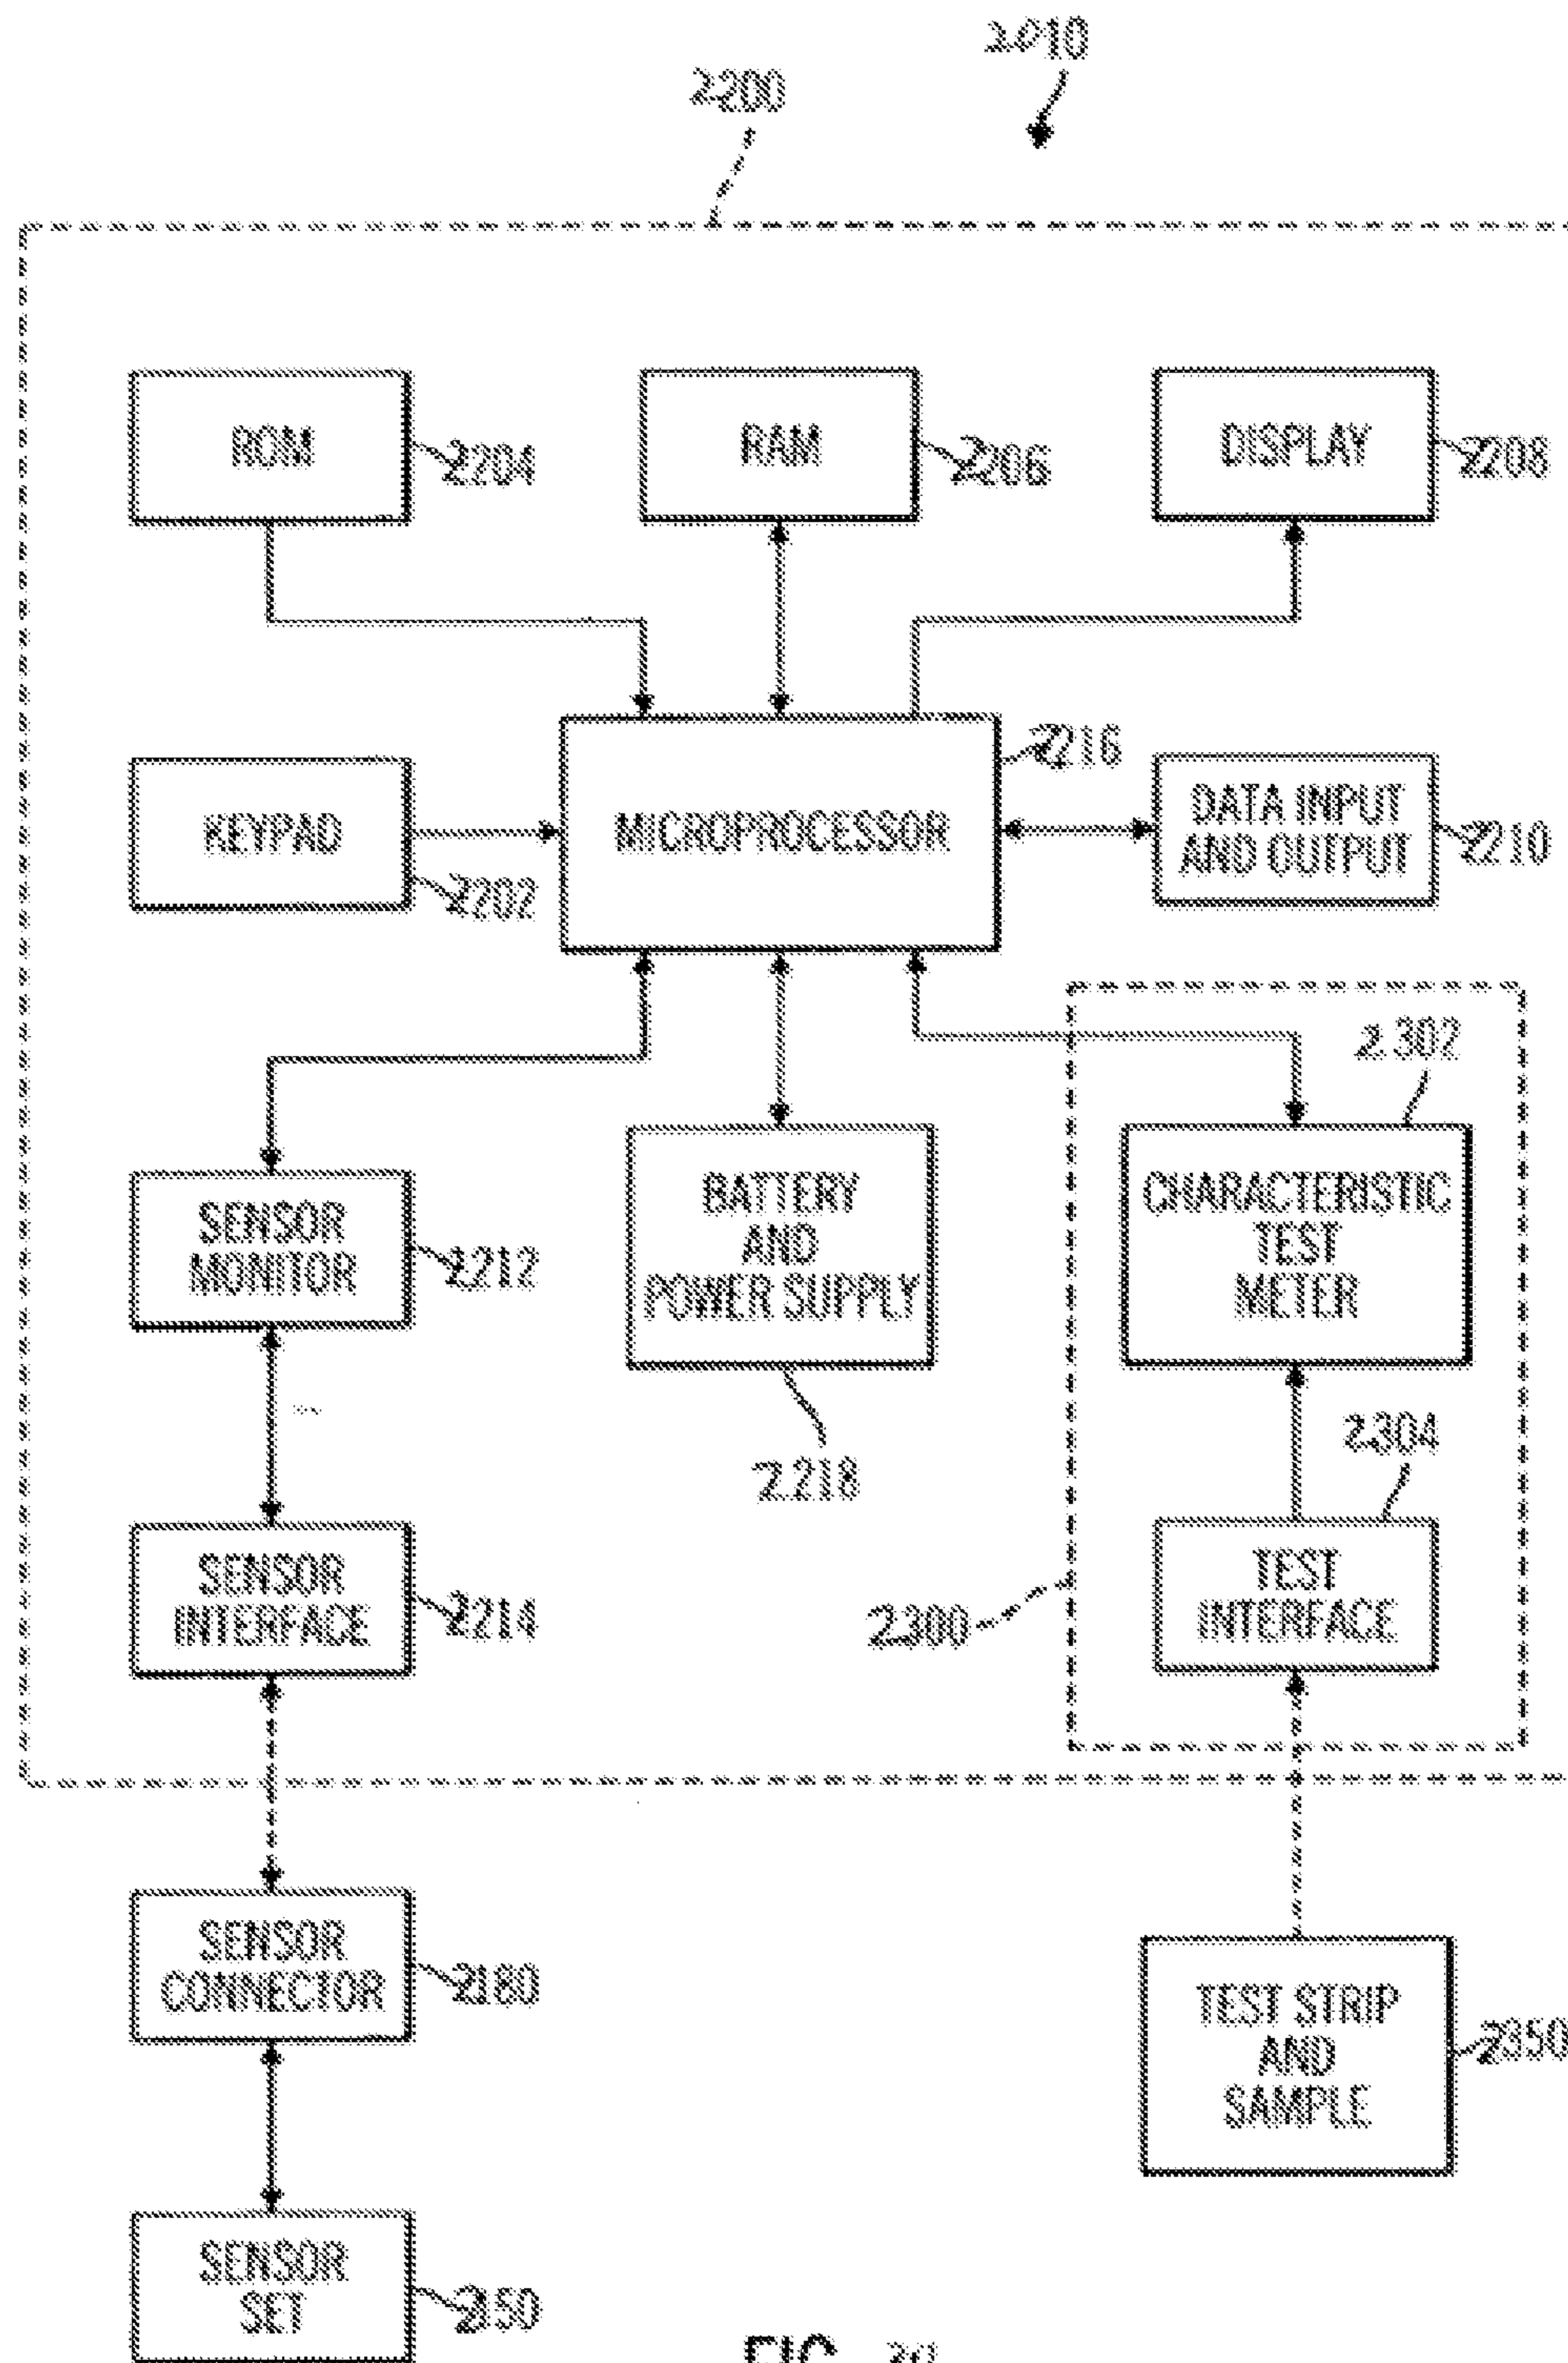 2010
2200
ROM
2204
RAM
2206
DISPLAY
2208
KEYPAD
2202
MICROPROCESSOR
2216
DATA INPUT
AND OUTPUT
2210
2302
SENSOR
MONITOR
2212
BATTERY
AND
POWER SUPPLY
2218
CHARACTERISTIC
TEST
METER
2304
SENSOR
INTERFACE
2214
2300
TEST
INTERFACE
SENSOR
CONNECTOR
2180
TEST STRIP
AND
SAMPLE
2350
SENSOR
SET
2150
FIG.